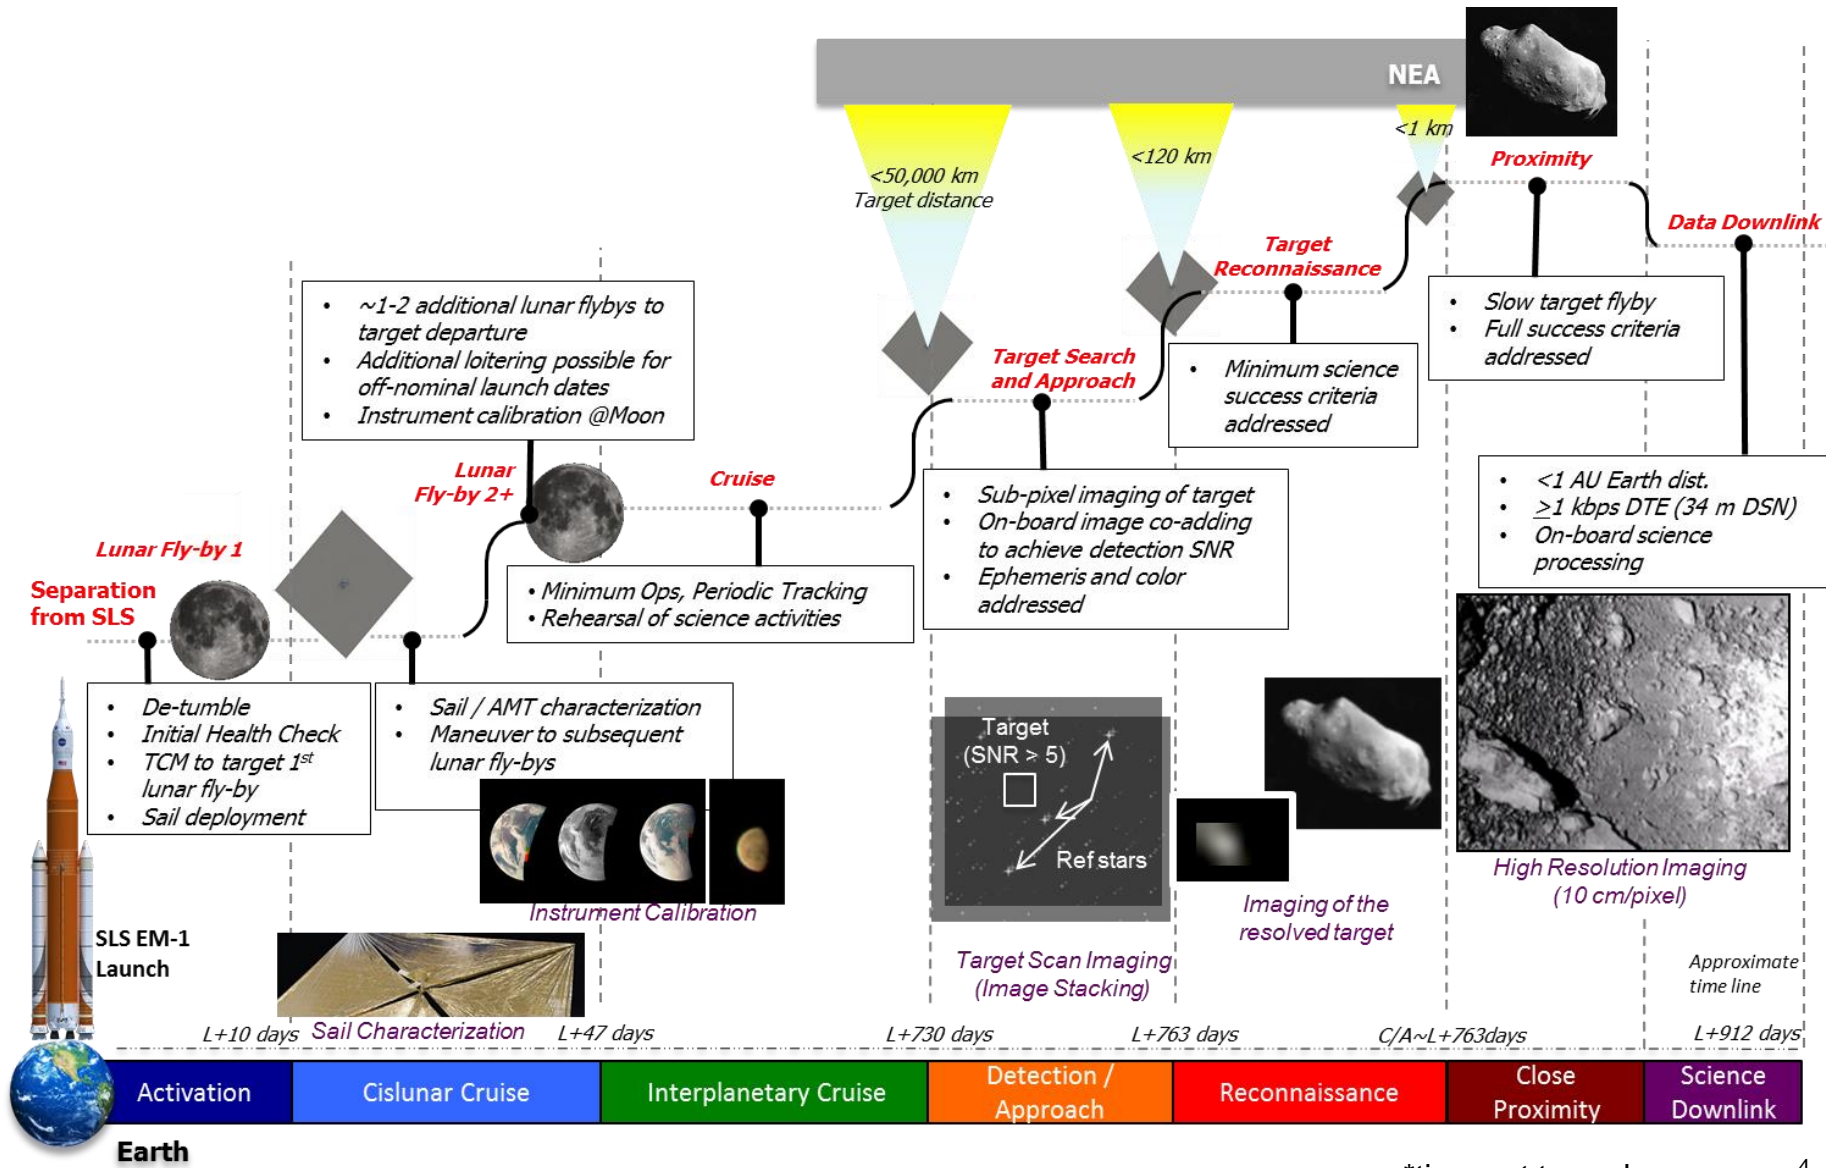 NEA
<50,000 km
Target distance
<120 km
<1 km
Separation
from SLS
Lunar Fly-by 1
Lunar
Fly-by 2+
Cruise
Target Search
and Approach
Target
Reconnaissance
Proximity
Data Downlink
• De-tumble
• Initial Health Check
• TCM to target 1st
lunar fly-by
• Sail deployment
• Sail / AMT characterization
• Maneuver to subsequent
lunar fly-bys
• ~1-2 additional lunar flybys to
target departure
• Additional loitering possible for
off-nominal launch dates
• Instrument calibration @Moon
• Minimum Ops, Periodic Tracking
• Rehearsal of science activities
• Sub-pixel imaging of target
• On-board image co-adding
to achieve detection SNR
• Ephemeris and color
addressed
• Minimum science
success criteria
addressed
• Slow target flyby
• Full success criteria
addressed
• <1 AU Earth dist.
• >1 kbps DTE (34 m DSN)
• On-board science
processing
SLS EM-1
Launch
Sail Characterization
Instrument Calibration
Target
(SNR > 5)
Ref stars
Target Scan Imaging
(Image Stacking)
Imaging of the
resolved target
High Resolution Imaging
(10 cm/pixel)
Approximate
time line
L+10 days
L+47 days
L+730 days
L+763 days
C/A~L+763days
L+912 days
Activation
Cislunar Cruise
Interplanetary Cruise
Detection /
Approach
Reconnaissance
Close
Proximity
Science
Downlink
Earth